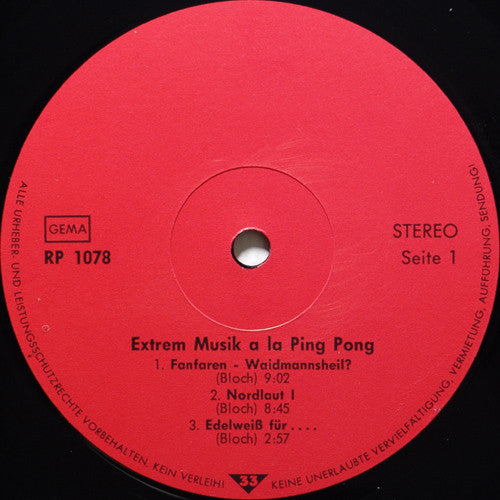 GEMA
RP 1078
STEREO
Seite 1
Extrem Musik a la Ping Pong
1. Fanfaren - Waidmannsheil?
(Bloch) 9:02
2. Nordlaut I
(Bloch) 8:45
3. Edelweiß für ....
(Bloch) 2:57
ALLE URHEBER- UND LEISTUNGSSCHUTZRECHTE VORBEHALTEN. KEIN VERLEIH! 33 KEINE UNERLAUBTE VERVIELFALTIGUNG, VERMIETUNG, AUFFÜHRUNG, SENDUNG!